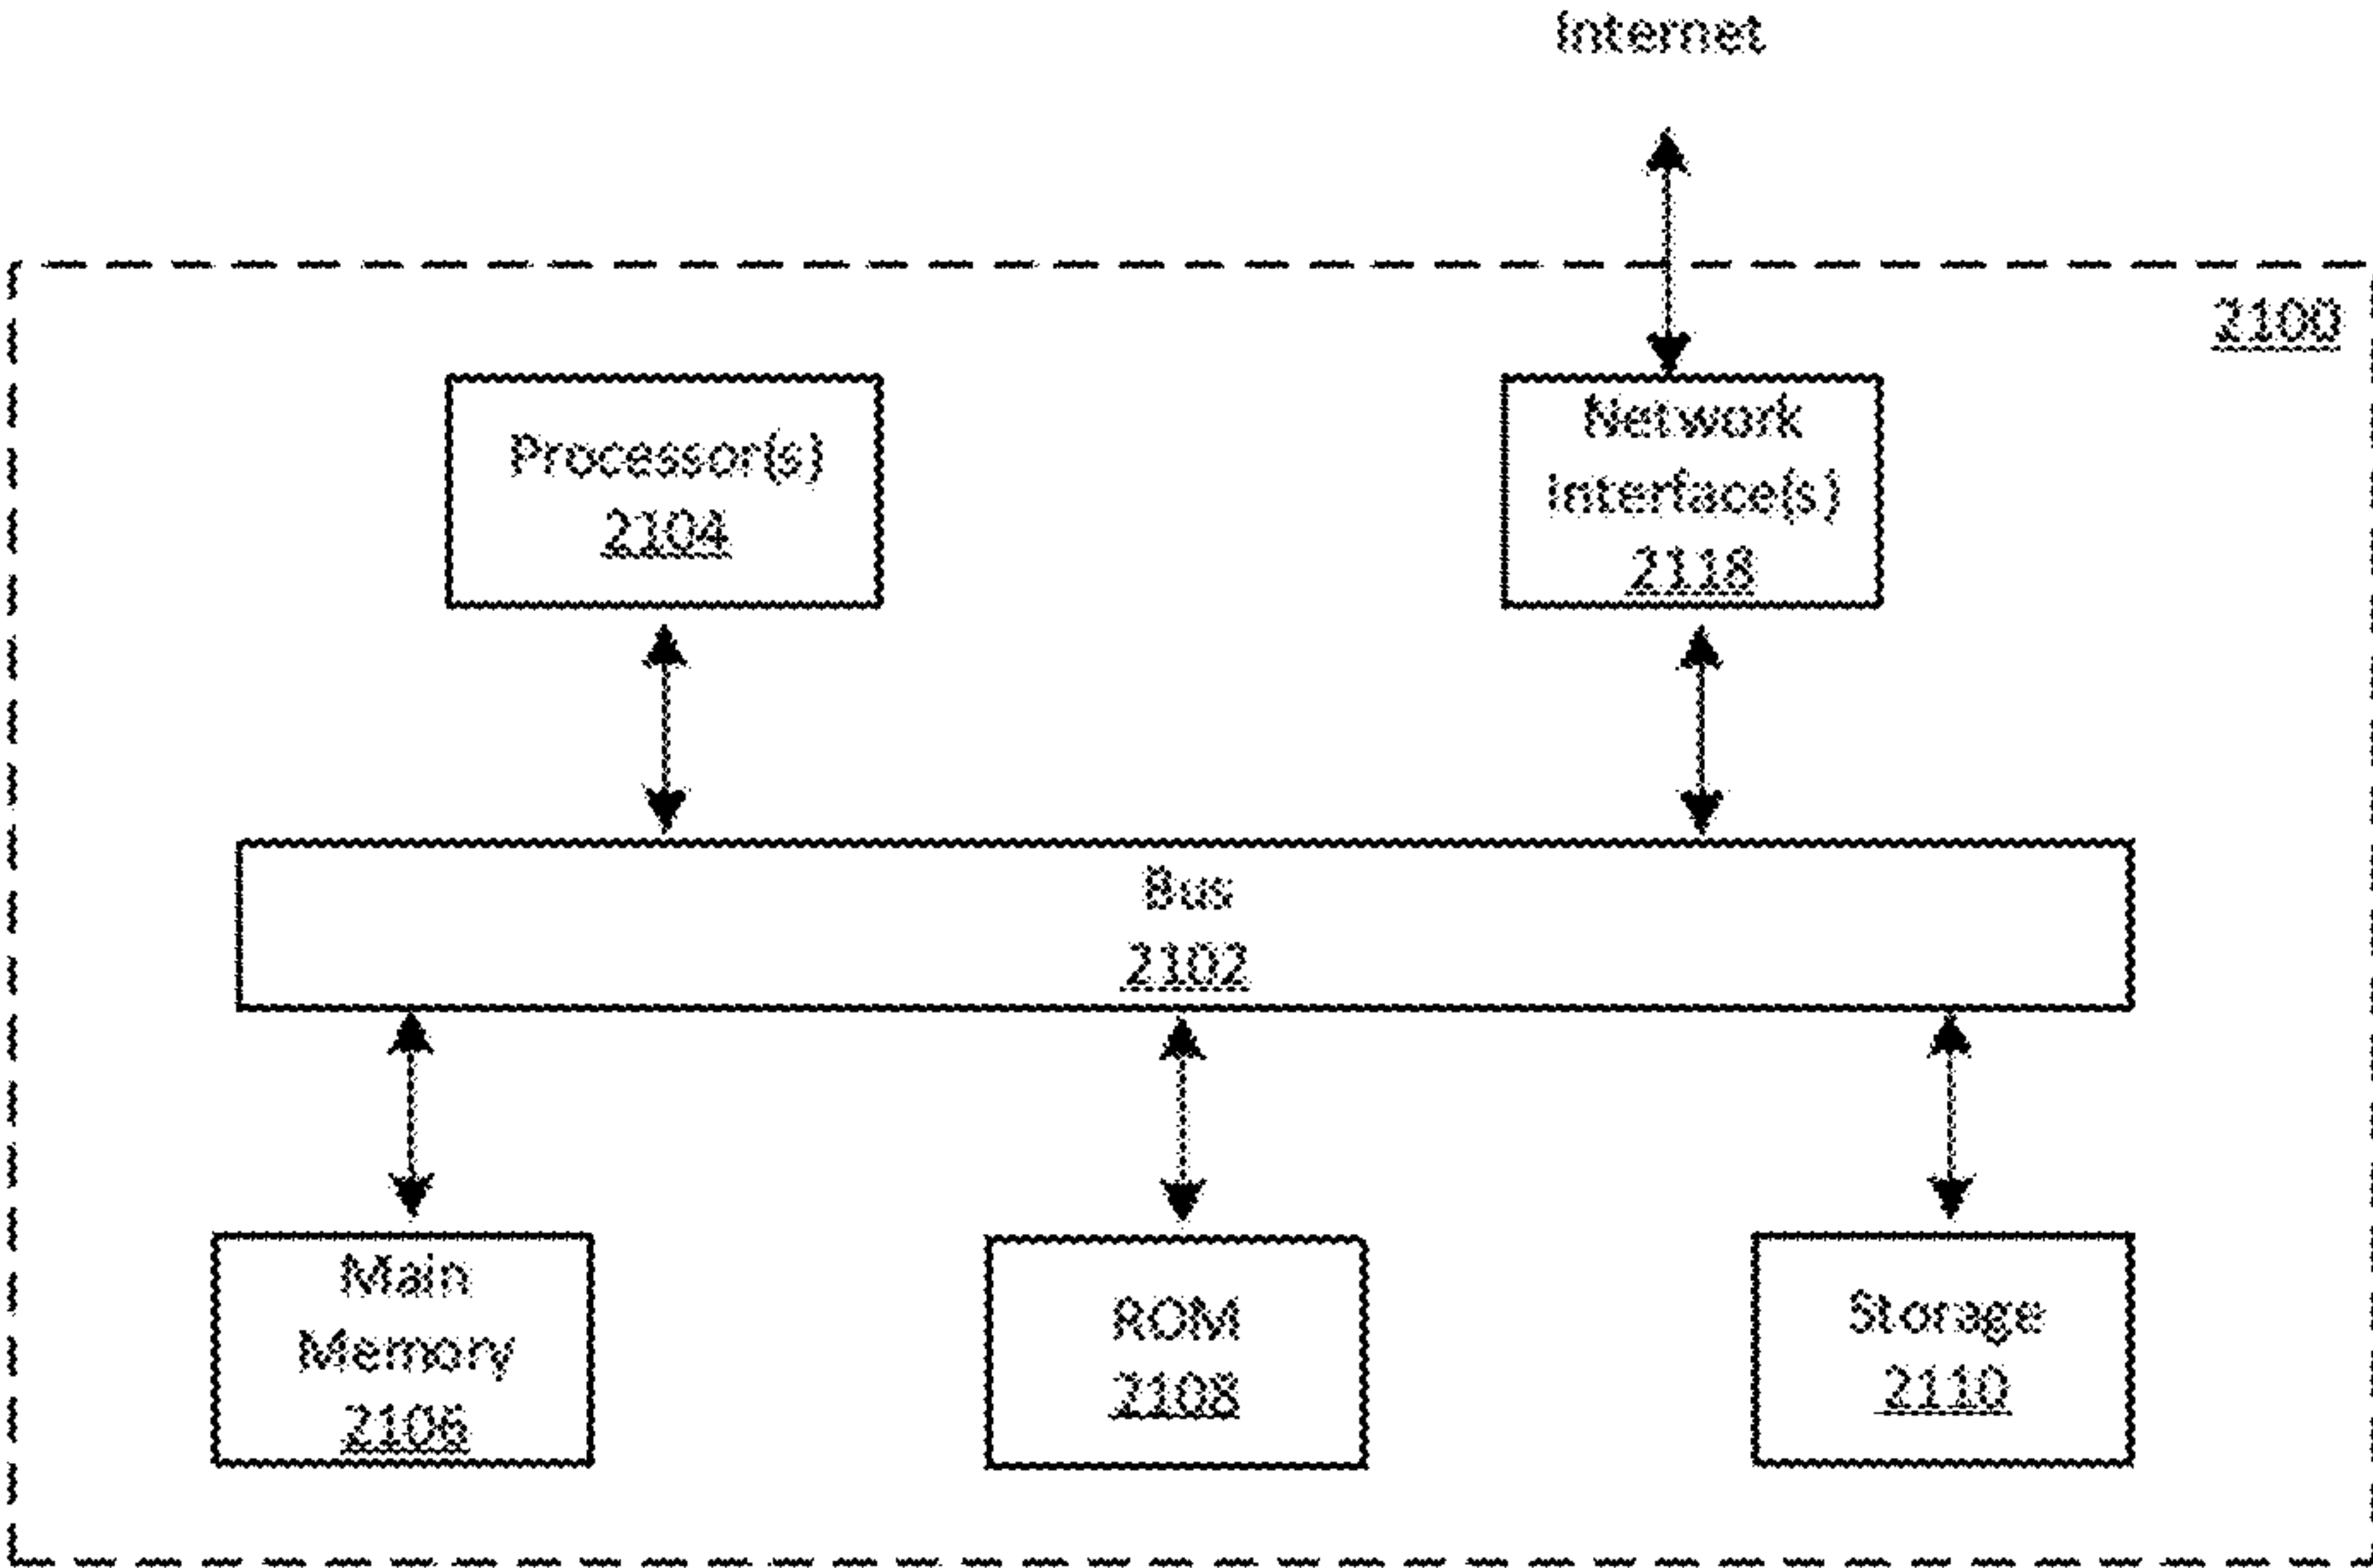 Internet
2100
Processor(s)
2104
Network
Interface(s)
2118
Bus
2102
Main
Memory
2106
ROM
2108
Storage
2110